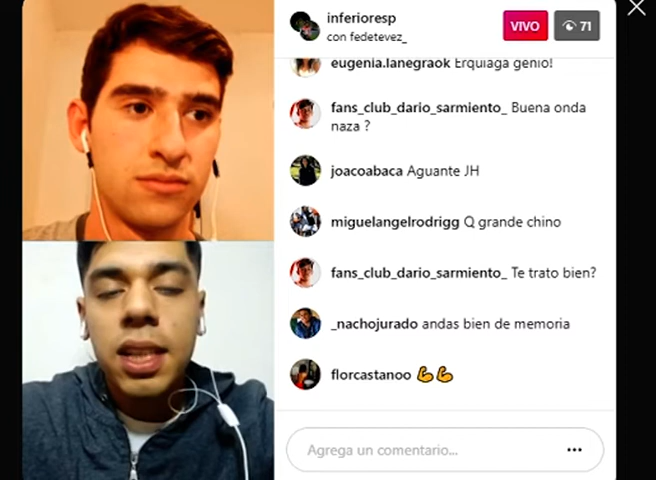 inferioresp
con fedetevez_
VIVO
71
eugenia.lanegraok Erquiaga genio!
fans_club_dario_sarmiento_ Buena onda
naza ?
joacoabaca Aguante JH
miguelangelrodrigg Q grande chino
fans_club_dario_sarmiento_ Te trato bien?
_nachojurado andas bien de memoria
florcastanoo 💪💪
Agrega un comentario...